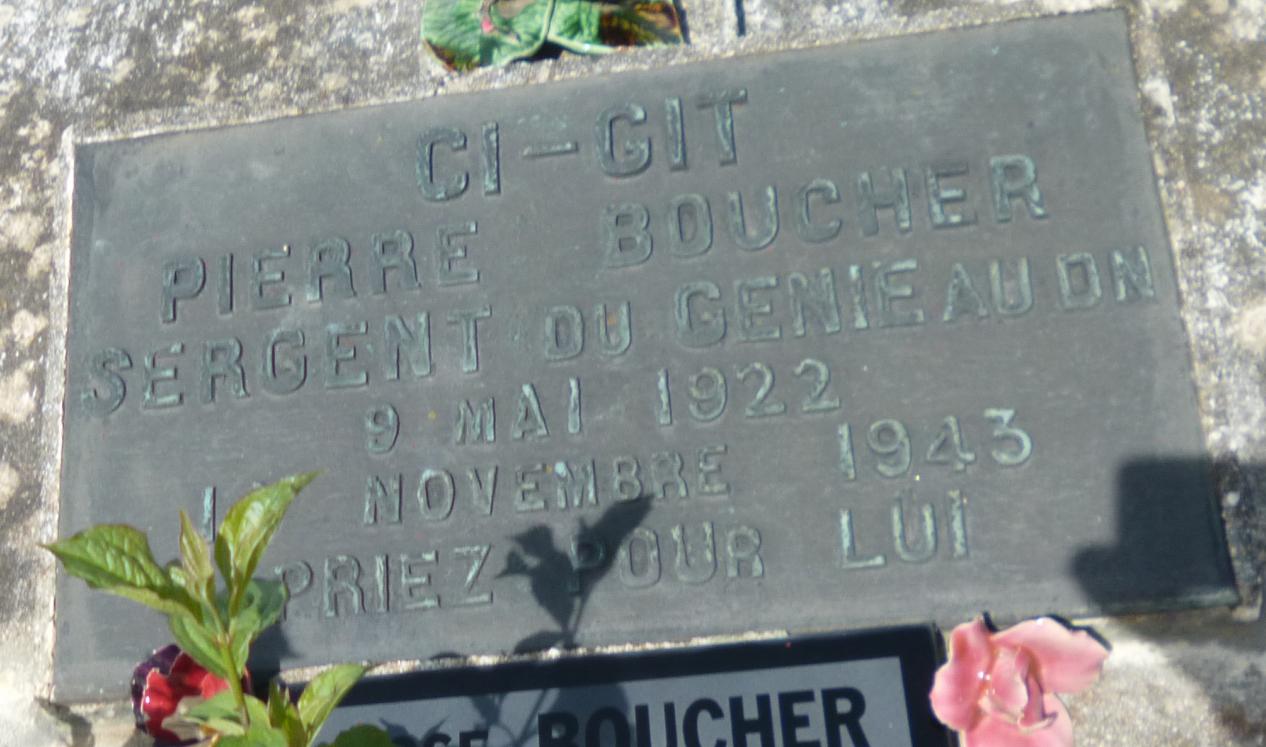 CI-GIT
PIERRE BOUCHER
SERGENT DU GENIE AU DN
9 MAI 1922
NOVEMBRE 1943
PRIEZ POUR LUI
BOUCHER